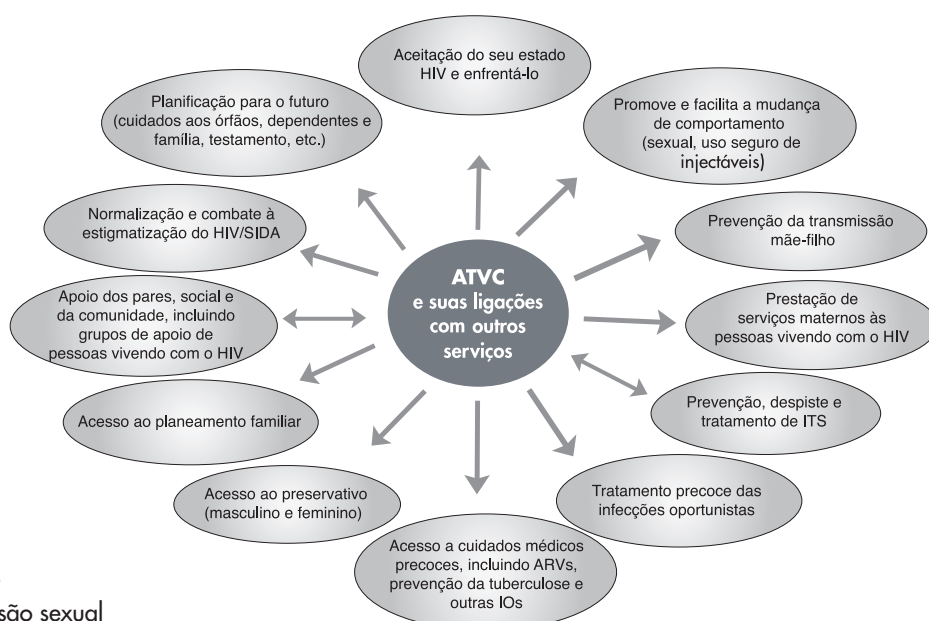 Aceitação do seu estado
HIV e enfrentá-lo
Planificação para o futuro
(cuidados aos órfãos, dependentes e
família, testamento, etc.)
Promove e facilita a mudança
de comportamento
(sexual, uso seguro de
injectáveis)
Normalização e combate à
estigmatização do HIV/SIDA
Prevenção da transmissão
mãe-filho
ATVC
e suas ligações
com outros
serviços
Apoio dos pares, social e
da comunidade, incluindo
grupos de apoio de
pessoas vivendo com o HIV
Prestação de
serviços maternos às
pessoas vivendo com o HIV
Acesso ao planeamento familiar
Prevenção, despiste e
tratamento de ITS
Acesso ao preservativo
(masculino e feminino)
Tratamento precoce das
infecções oportunistas
Acesso a cuidados médicos
precoces, incluindo ARVs,
prevenção da tuberculose e
outras IOs
são sexual